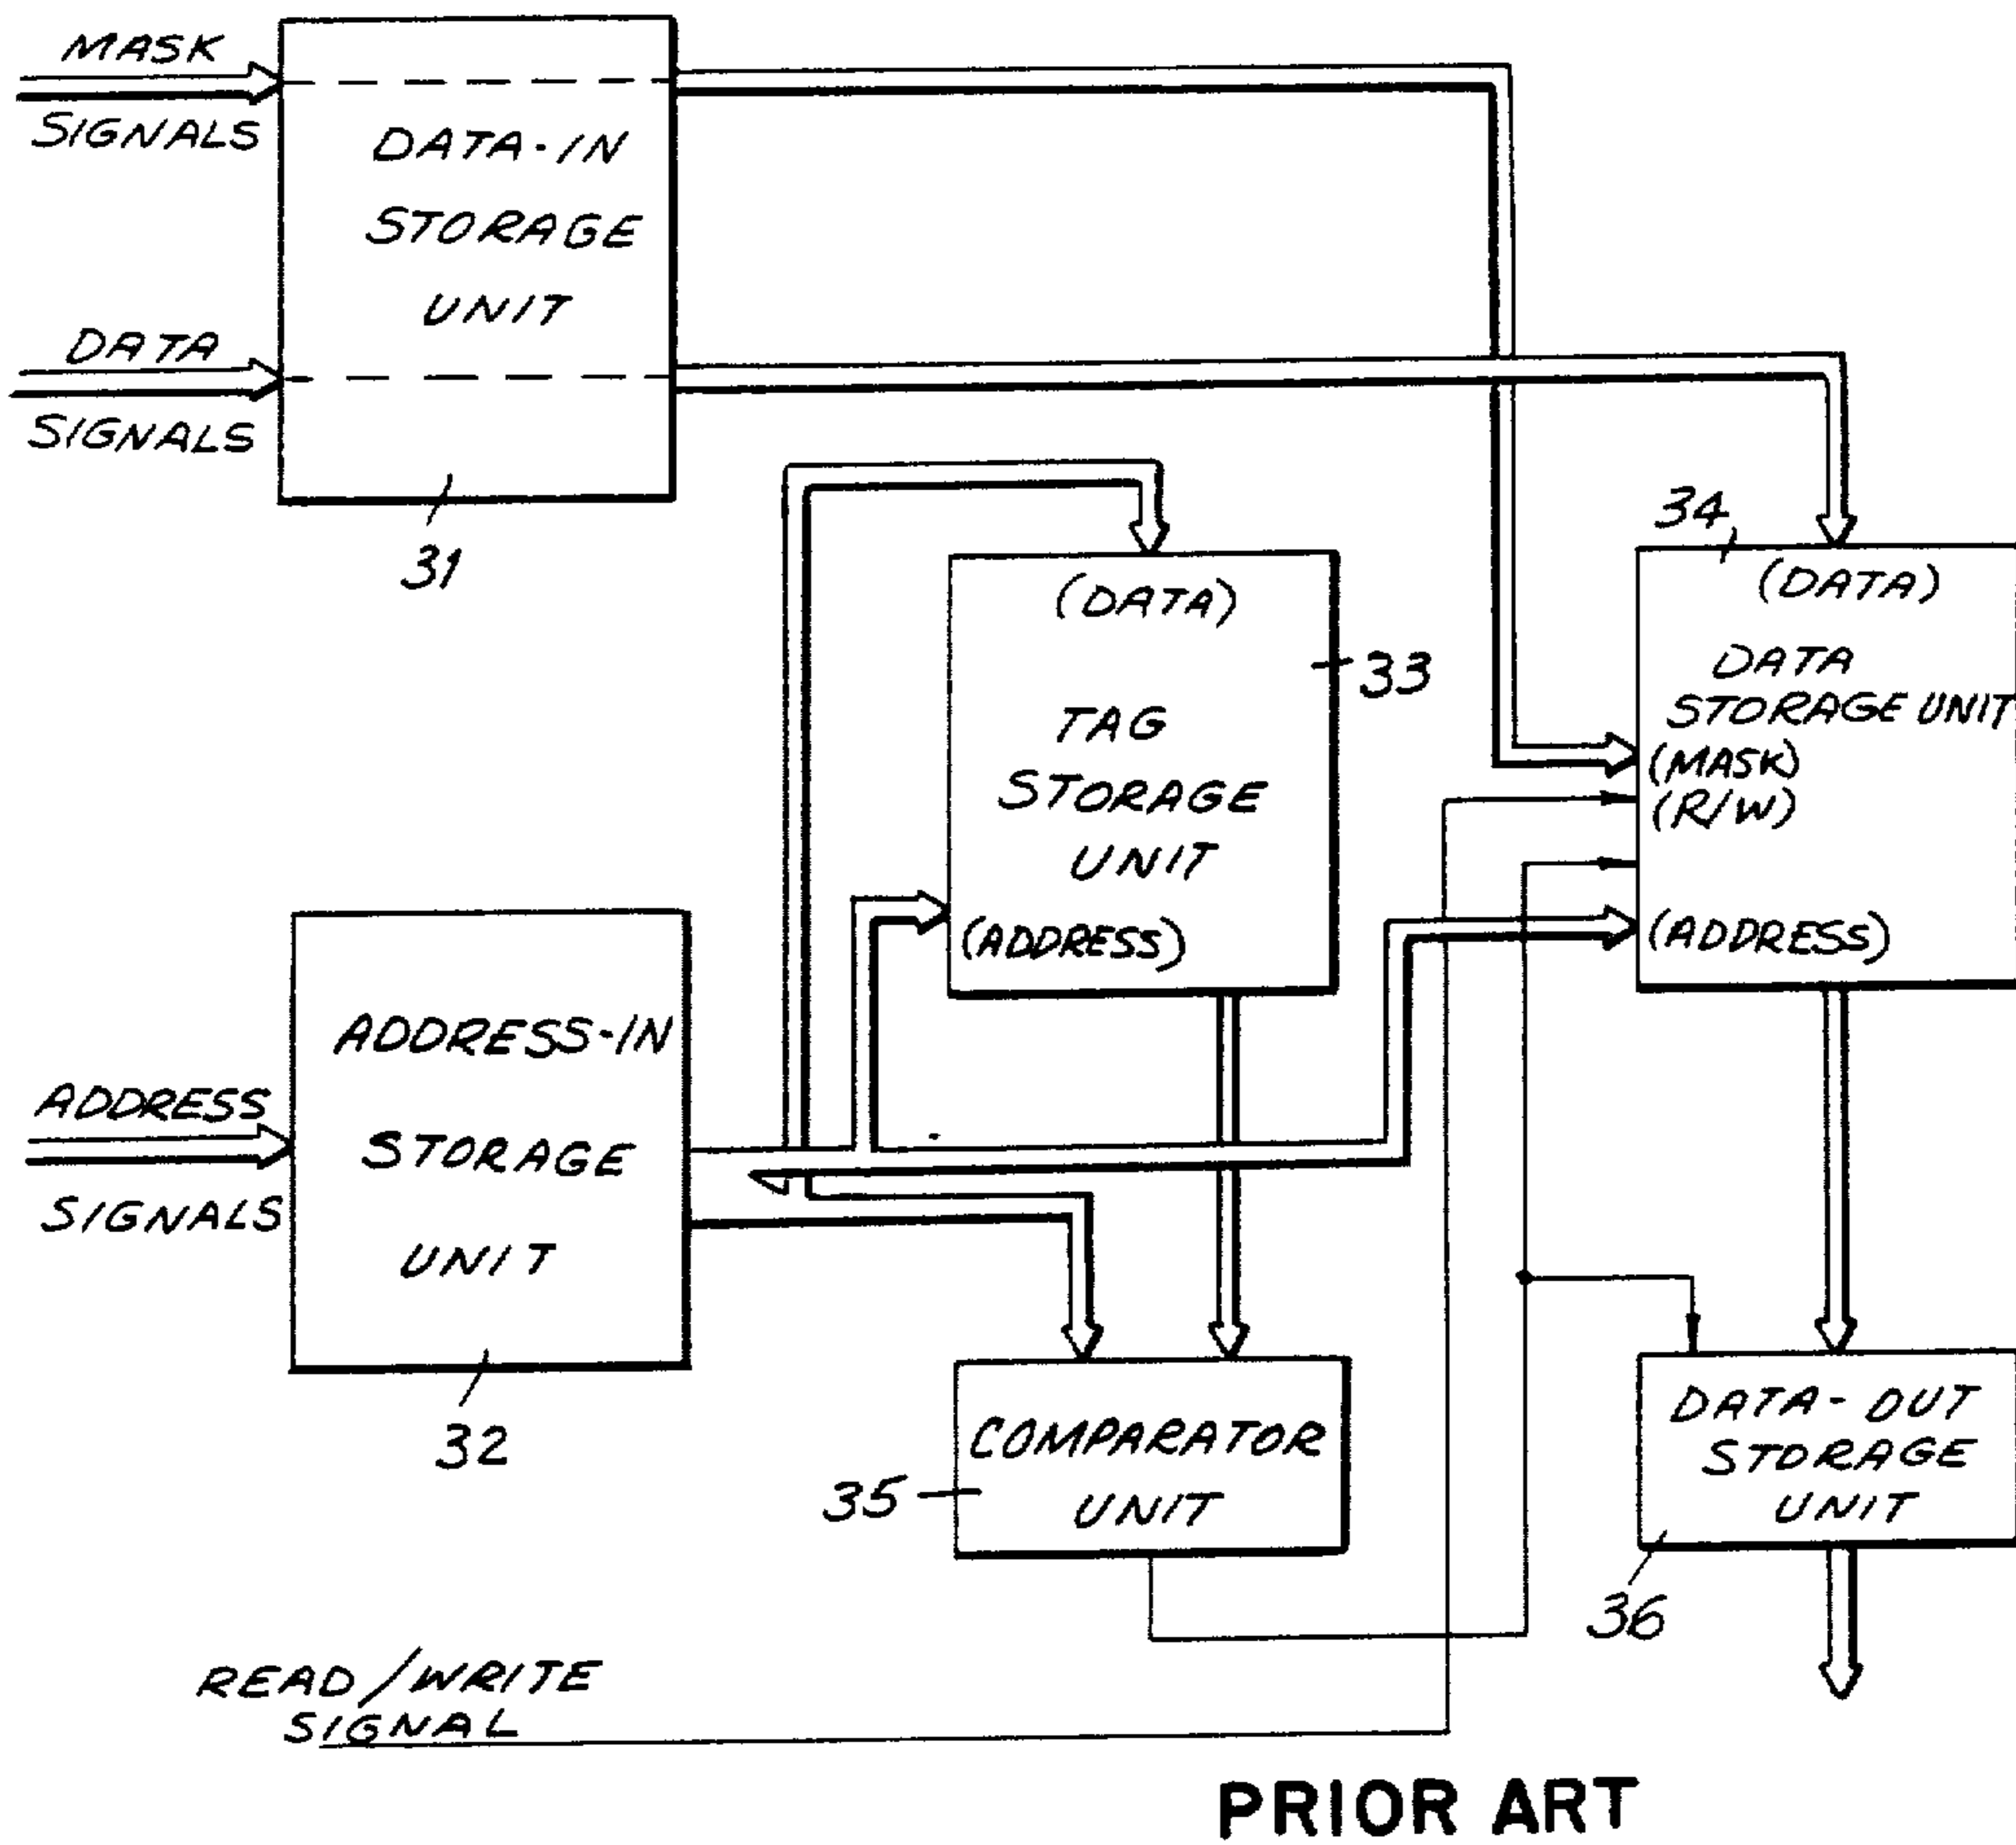 MASK
SIGNALS
DATA-IN
STORAGE
UNIT
DATA
SIGNALS
31
34
(DATA)
DATA
STORAGE UNIT
(MASK)
(R/W)
(ADDRESS)
(DATA)
33
TAG
STORAGE
UNIT
(ADDRESS)
ADDRESS-IN
STORAGE
UNIT
ADDRESS
SIGNALS
32
COMPARATOR
UNIT
35
DATA-OUT
STORAGE
UNIT
36
READ/WRITE
SIGNAL
PRIOR ART